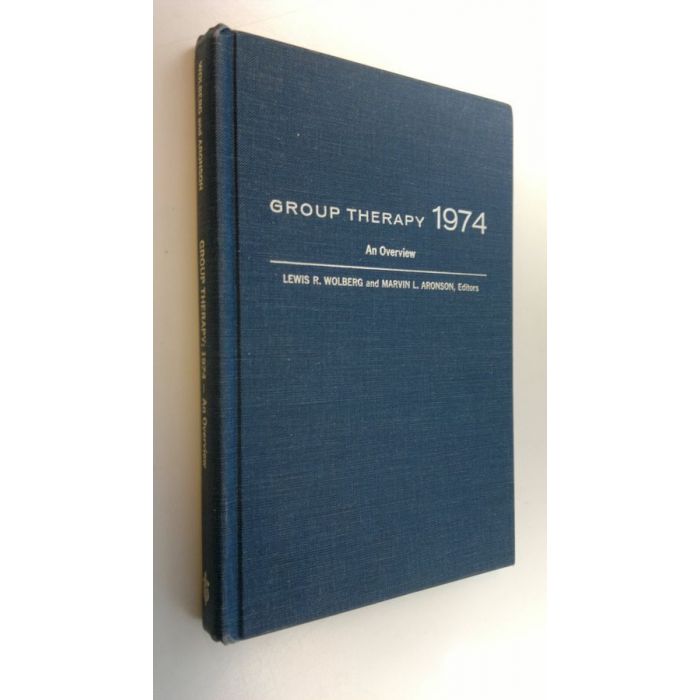 WOLBERG and ARONSON
GROUP THERAPY: 1974 — An Overview
GROUP THERAPY 1974
An Overview
LEWIS R. WOLBERG and MARVIN L. ARONSON, Editors